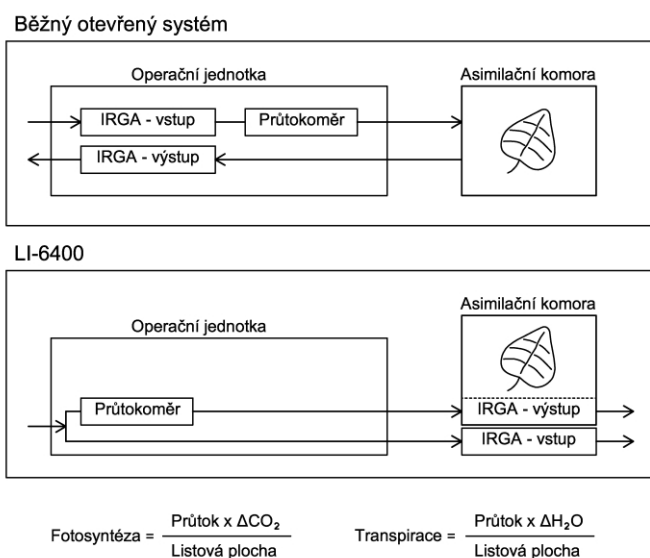 Běžný otevřený systém
Operační jednotka
Asimilační komora
IRGA - vstup
Průtokoměr
IRGA - výstup
LI-6400
Asimilační komora
Operační jednotka
Průtokoměr
IRGA - výstup
IRGA - vstup
Fotosyntéza = Průtok x ΔCO₂
Listová plocha
Transpirace = Průtok x ΔH₂O
Listová plocha